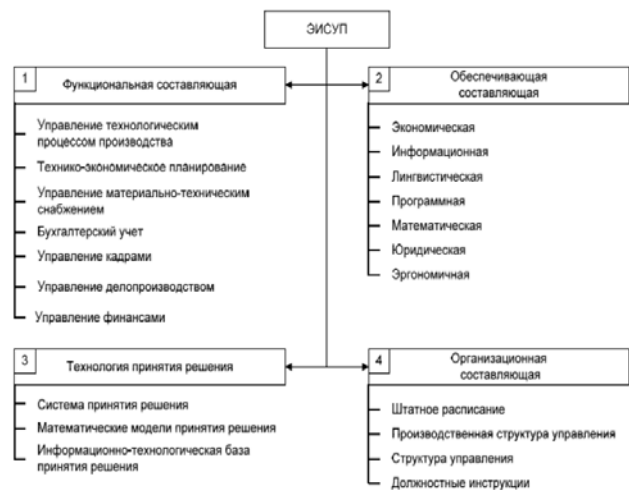 ЭИСУП
1
Функциональная составляющая
Управление технологическим
процессом производства
Технико-экономическое планирование
Управление материально-техническим
снабжением
Бухгалтерский учет
Управление кадрами
Управление делопроизводством
Управление финансами
2
Обеспечивающая
составляющая
Экономическая
Информационная
Лингвистическая
Программная
Математическая
Юридическая
Эргономичная
3
Технология принятия решения
Система принятия решения
Математические модели принятия решения
Информационно-технологическая база
принятия решения
4
Организационная
составляющая
Штатное расписание
Производственная структура управления
Структура управления
Должностные инструкции